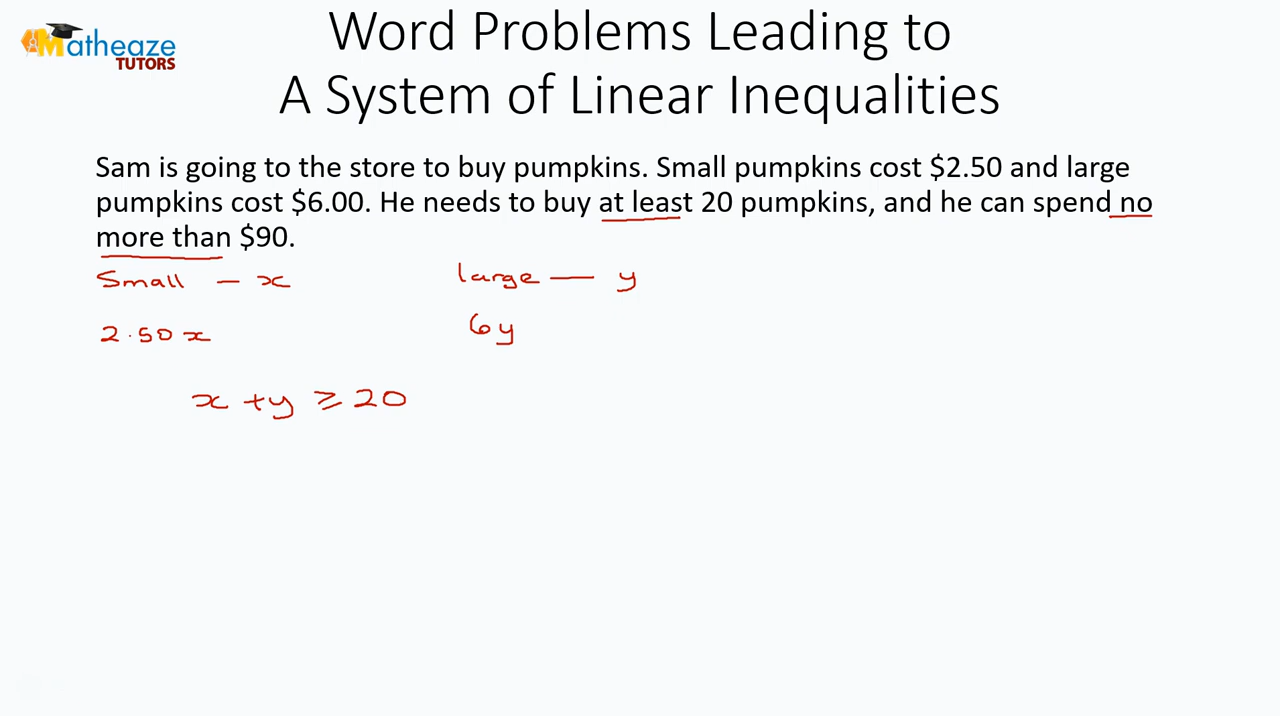 Matheaze
TUTORS
Word Problems Leading to
A System of Linear Inequalities
Sam is going to the store to buy pumpkins. Small pumpkins cost $2.50 and large
pumpkins cost $6.00. He needs to buy at least 20 pumpkins, and he can spend no
more than $90.
Small — x large — y
2.50x 6y
x + y ≥ 20